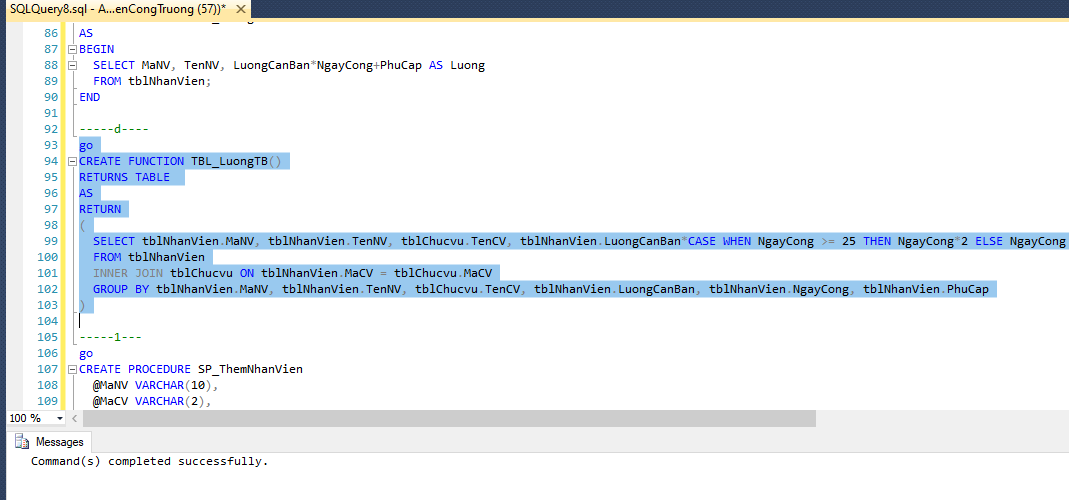 SQLQuery8.sql - A...enCongTruong (57))* ✕
86 AS
87 BEGIN
88 SELECT MaNV, TenNV, LuongCanBan*NgayCong+PhuCap AS Luong
89 FROM tblNhanVien;
90 END
91
92 -----d----
93 go
94 CREATE FUNCTION TBL_LuongTB()
95 RETURNS TABLE
96 AS
97 RETURN
98 (
99 SELECT tblNhanVien.MaNV, tblNhanVien.TenNV, tblChucvu.TenCV, tblNhanVien.LuongCanBan*CASE WHEN NgayCong >= 25 THEN NgayCong*2 ELSE NgayCong
100 FROM tblNhanVien
101 INNER JOIN tblChucvu ON tblNhanVien.MaCV = tblChucvu.MaCV
102 GROUP BY tblNhanVien.MaNV, tblNhanVien.TenNV, tblChucvu.TenCV, tblNhanVien.LuongCanBan, tblNhanVien.NgayCong, tblNhanVien.PhuCap
103 )
104
105 -----1---
106 go
107 CREATE PROCEDURE SP_ThemNhanVien
108 @MaNV VARCHAR(10),
109 @MaCV VARCHAR(2),
100 %
Messages
Command(s) completed successfully.